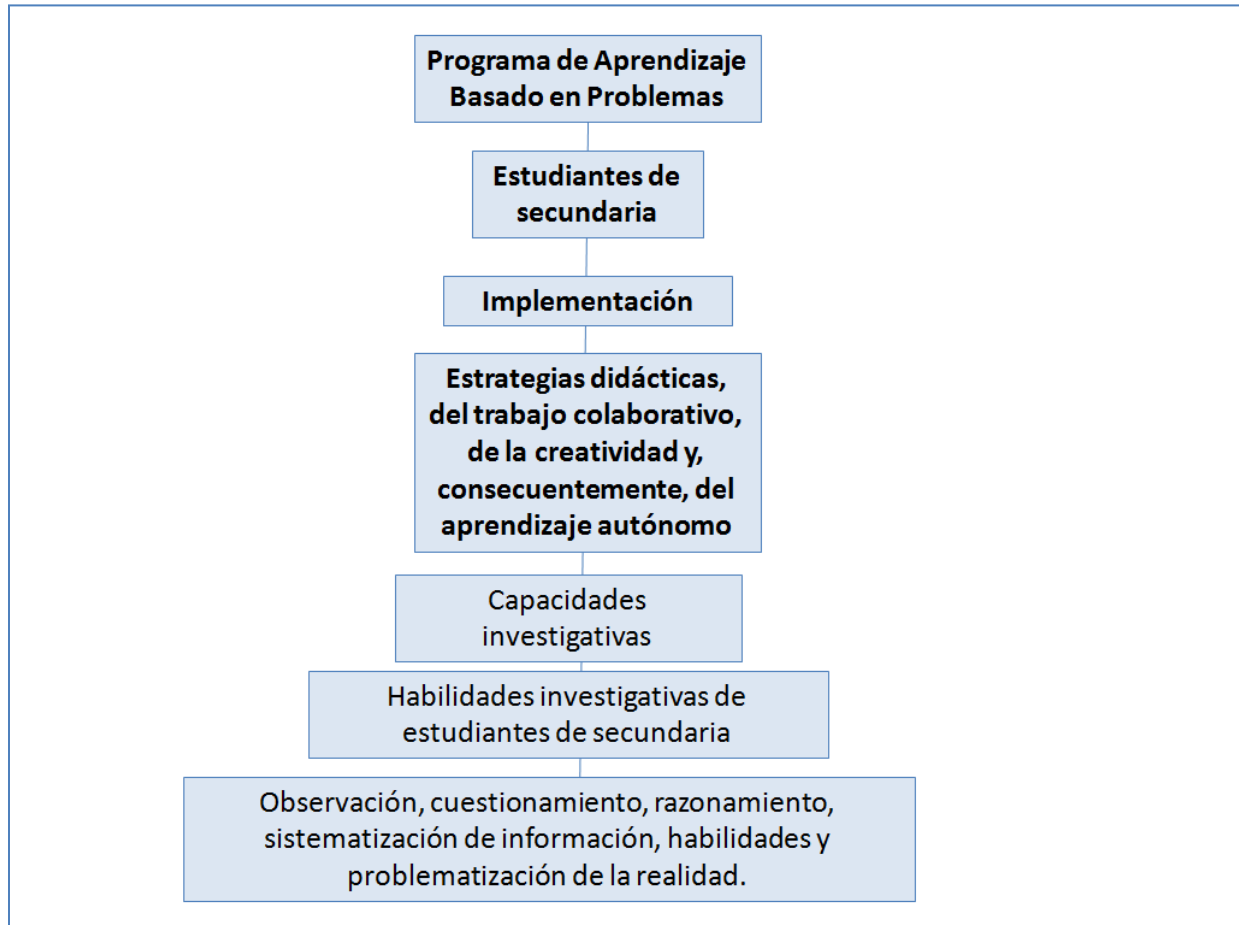 Programa de Aprendizaje
Basado en Problemas
Estudiantes de
secundaria
Implementación
Estrategias didácticas,
del trabajo colaborativo,
de la creatividad y,
consecuentemente, del
aprendizaje autónomo
Capacidades
investigativas
Habilidades investigativas de
estudiantes de secundaria
Observación, cuestionamiento, razonamiento,
sistematización de información, habilidades y
problematización de la realidad.